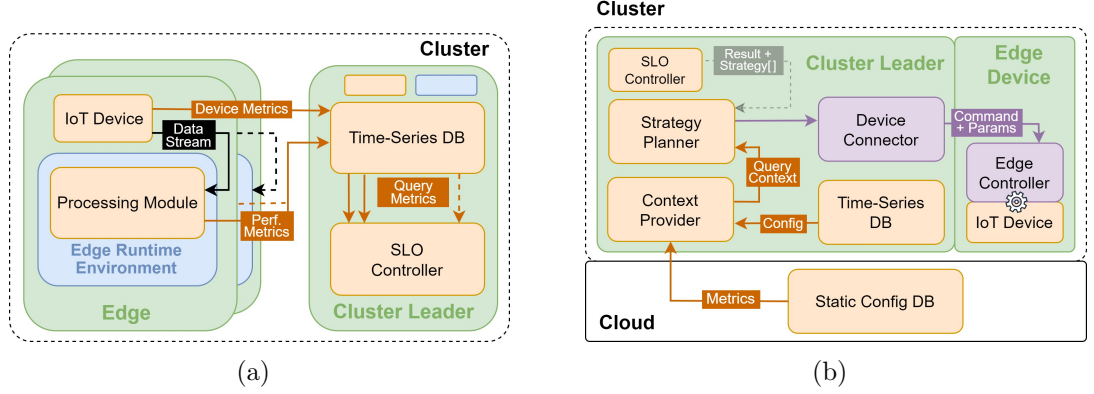 Cluster
IoT Device
Device Metrics
Data
Stream
Time-Series DB
Processing Module
Perf.
Metrics
Query
Metrics
Edge Runtime
Environment
SLO
Controller
Edge
Cluster Leader
(a)
Cluster
SLO
Controller
Result +
Strategy[]
Cluster Leader
Edge
Device
Strategy
Planner
Device
Connector
Command
+ Params
Query
Context
Edge
Controller
Context
Provider
Config
Time-Series
DB
IoT Device
Metrics
Static Config DB
Cloud
(b)